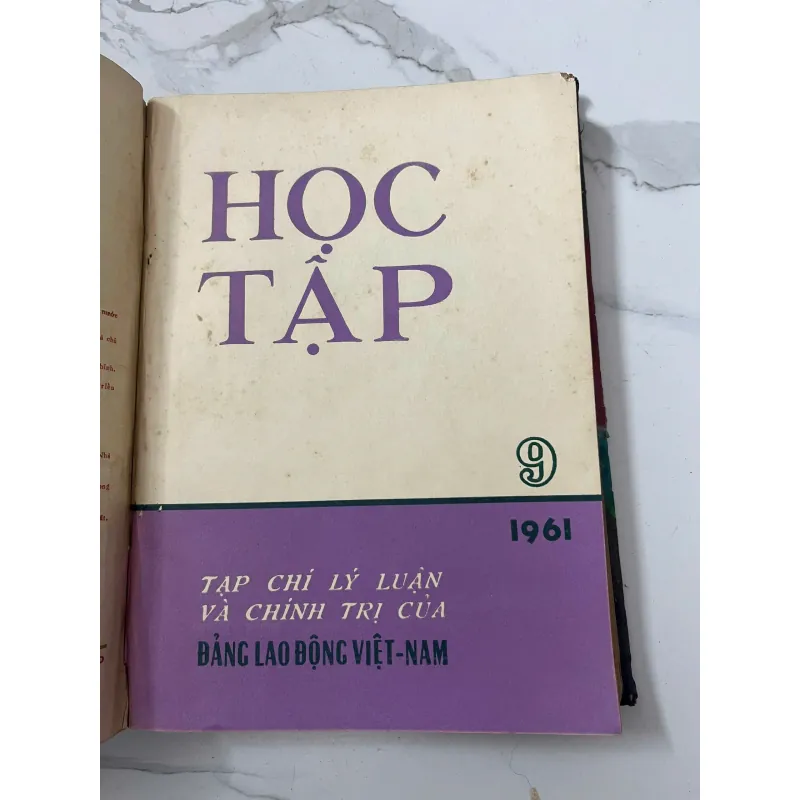 HỌC
TẬP
9
1961
TẠP CHÍ LÝ LUẬN
VÀ CHÍNH TRỊ CỦA
ĐẢNG LAO ĐỘNG VIỆT-NAM